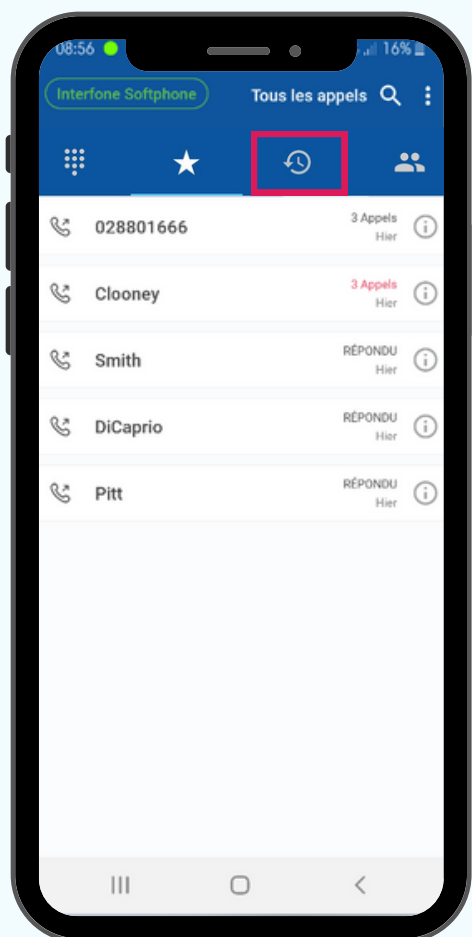 08:56 16%
Interfone Softphone Tous les appels
028801666 3 Appels
Hier
Clooney 3 Appels
Hier
Smith RÉPONDU
Hier
DiCaprio RÉPONDU
Hier
Pitt RÉPONDU
Hier